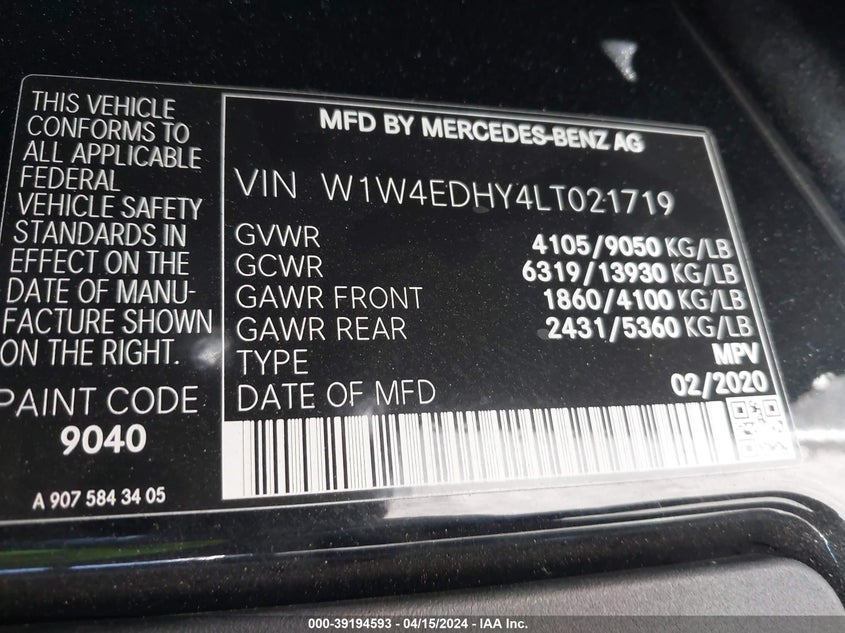 THIS VEHICLE
CONFORMS TO
ALL APPLICABLE
FEDERAL
VEHICLE SAFETY
STANDARDS IN
EFFECT ON THE
DATE OF MANU-
FACTURE SHOWN
ON THE RIGHT.
PAINT CODE
9040
A 907 584 34 05
MFD BY MERCEDES-BENZ AG
VIN W1W4EDHY4LT021719
GVWR 4105/9050 KG/LB
GCWR 6319/13930 KG/LB
GAWR FRONT 1860/4100 KG/LB
GAWR REAR 2431/5360 KG/LB
TYPE MPV
DATE OF MFD 02/2020
000-39194593 - 04/15/2024 - IAA Inc.